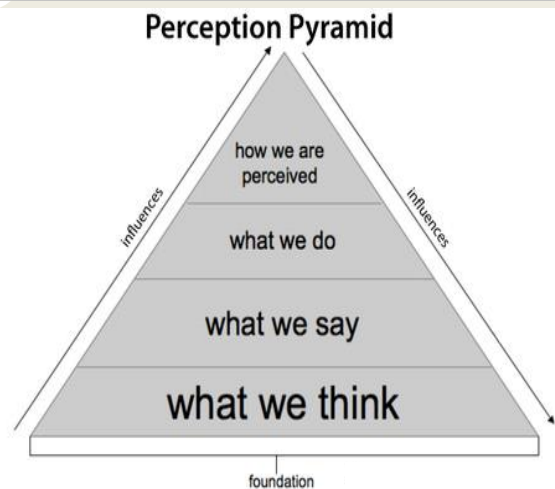 Perception Pyramid
how we are
perceived
what we do
what we say
what we think
influences
influences
foundation